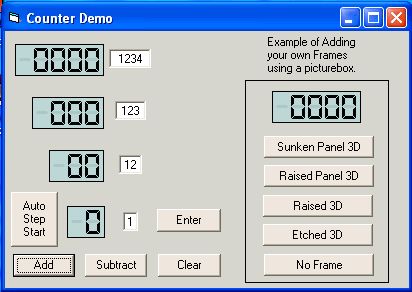 Counter Demo
0000
1234
Example of Adding
your own Frames
using a picturebox.
000
123
0000
00
12
Sunken Panel 3D
Raised Panel 3D
Auto
Step
Start
0
1
Enter
Raised 3D
Etched 3D
Add
Subtract
Clear
No Frame